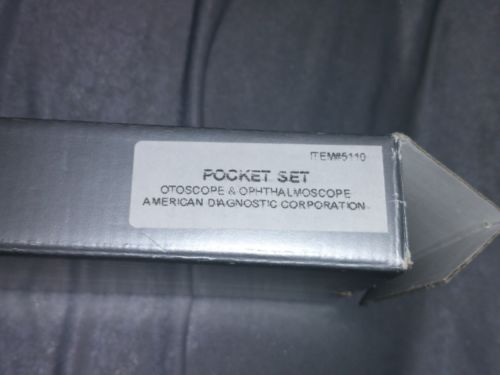 ITEM#5110
POCKET SET
OTOSCOPE & OPHTHALMOSCOPE
AMERICAN DIAGNOSTIC CORPORATION